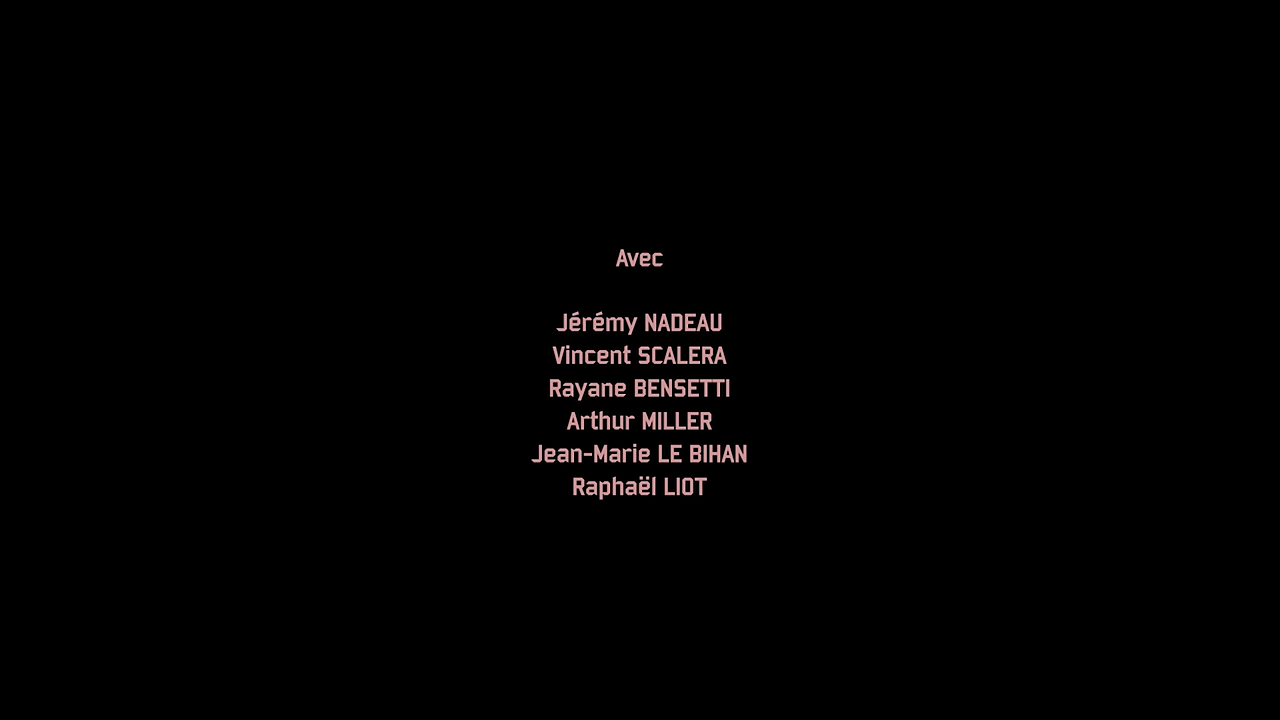 Avec
Jérémy NADEAU
Vincent SCALERA
Rayane BENSETTI
Arthur MILLER
Jean-Marie LE BIHAN
Raphaël LIOT